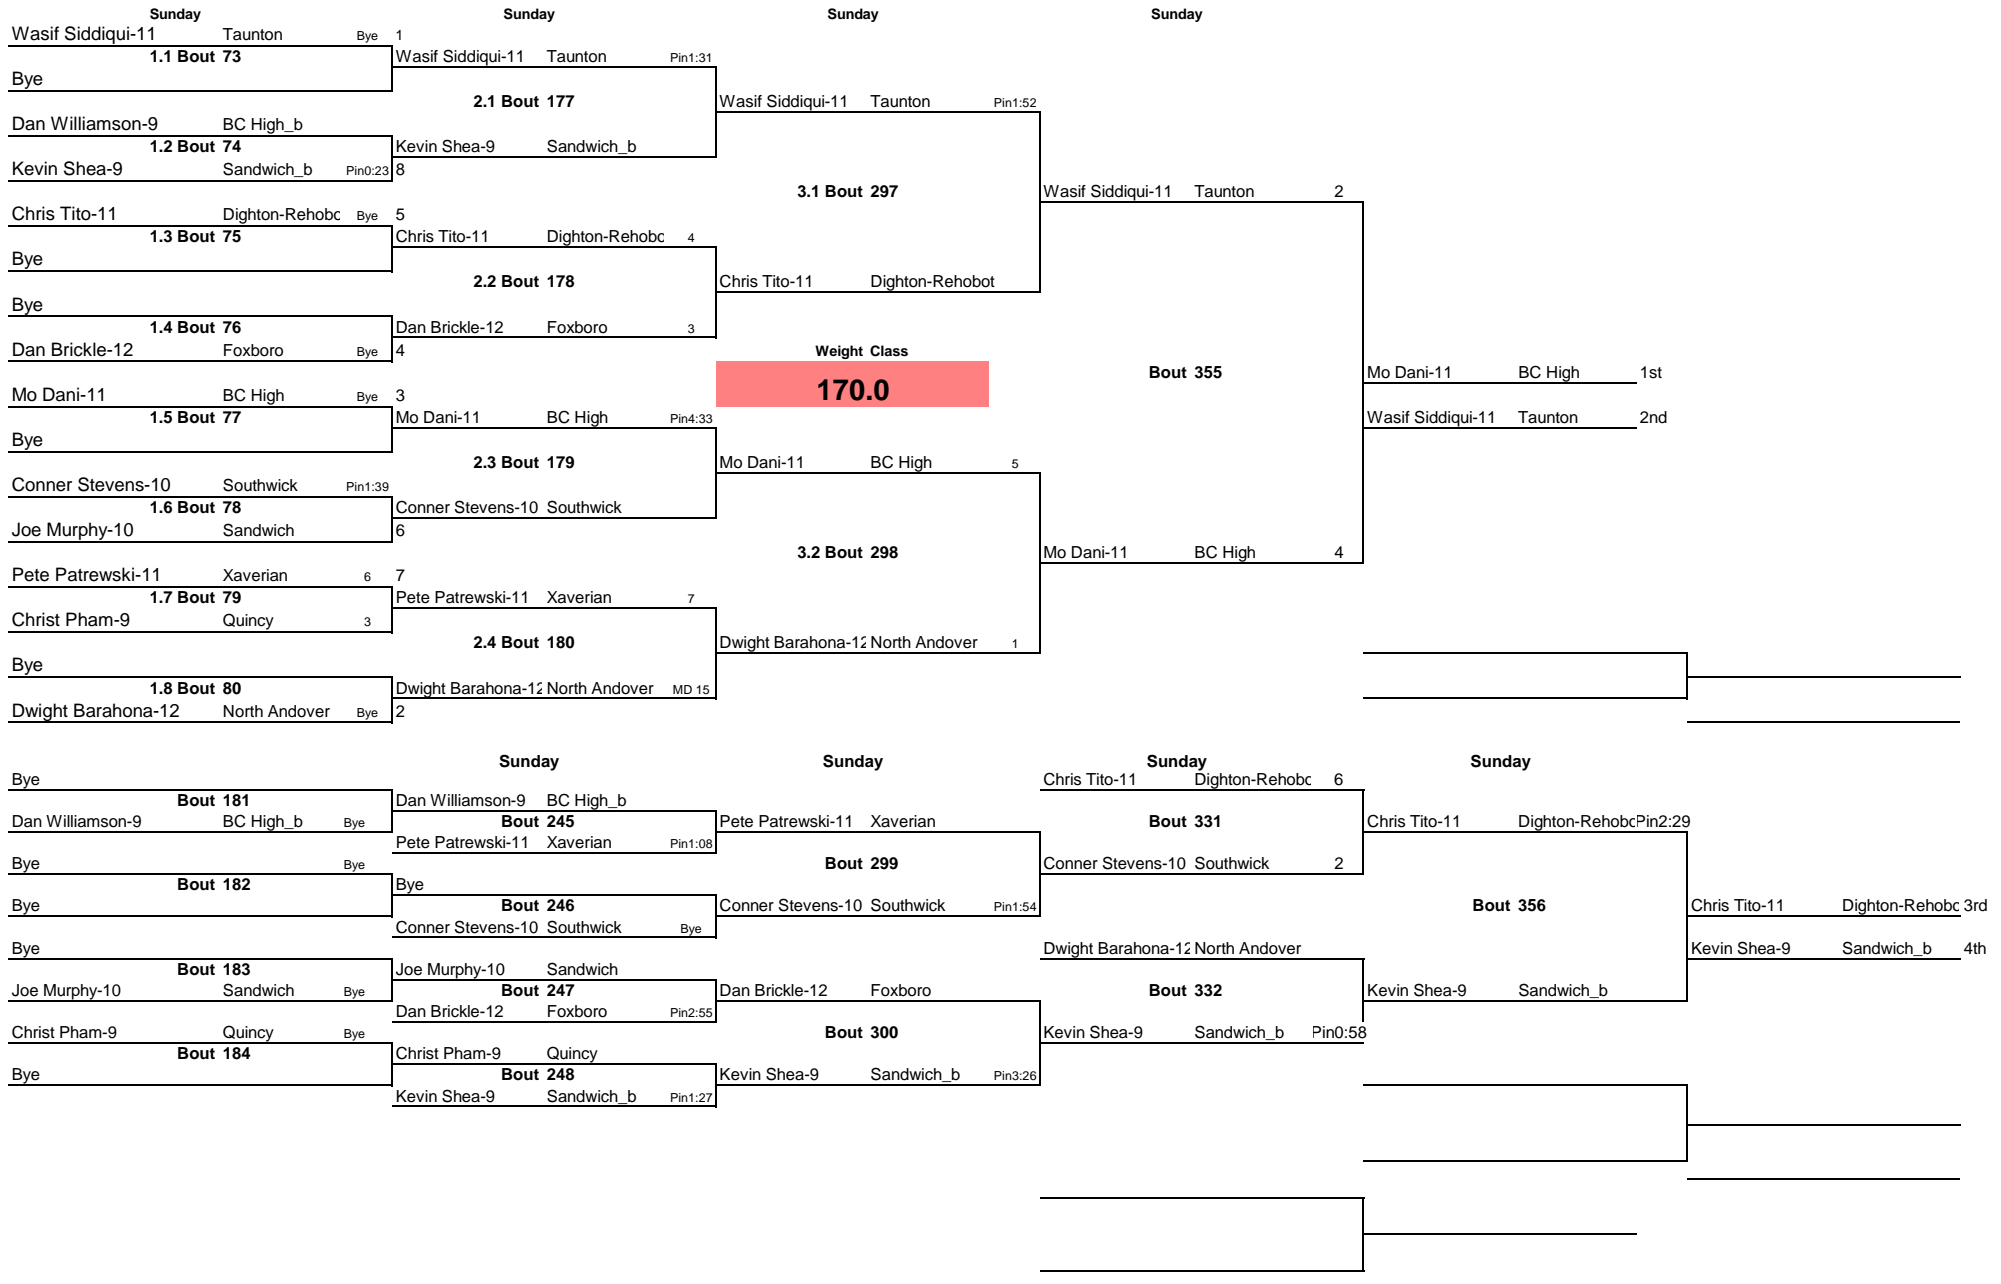 Sunday Sunday Sunday Sunday
Wasif Siddiqui-11 Taunton Bye 1
1.1 Bout 73 Wasif Siddiqui-11 Taunton Pin1:31
Bye
2.1 Bout 177 Wasif Siddiqui-11 Taunton Pin1:52
Dan Williamson-9 BC High_b
1.2 Bout 74 Kevin Shea-9 Sandwich_b
Kevin Shea-9 Sandwich_b Pin0:23 8
3.1 Bout 297 Wasif Siddiqui-11 Taunton 2
Chris Tito-11 Dighton-Rehobo Bye 5
1.3 Bout 75 Chris Tito-11 Dighton-Rehobo 4
Bye
2.2 Bout 178 Chris Tito-11 Dighton-Rehobot
Bye
1.4 Bout 76 Dan Brickle-12 Foxboro 3
Dan Brickle-12 Foxboro Bye 4 Weight Class
Bout 355 Mo Dani-11 BC High 1st
Mo Dani-11 BC High Bye 3 170.0
1.5 Bout 77 Mo Dani-11 BC High Pin4:33 Wasif Siddiqui-11 Taunton 2nd
Bye
2.3 Bout 179 Mo Dani-11 BC High 5
Conner Stevens-10 Southwick Pin1:39
1.6 Bout 78 Conner Stevens-10 Southwick
Joe Murphy-10 Sandwich 6
3.2 Bout 298 Mo Dani-11 BC High 4
Pete Patrewski-11 Xaverian 6 7
1.7 Bout 79 Pete Patrewski-11 Xaverian 7
Christ Pham-9 Quincy 3
2.4 Bout 180 Dwight Barahona-12 North Andover 1
Bye
1.8 Bout 80 Dwight Barahona-12 North Andover MD 15
Dwight Barahona-12 North Andover Bye 2
Sunday Sunday Sunday Sunday
Bye Chris Tito-11 Dighton-Rehobo 6
Bout 181 Dan Williamson-9 BC High_b
Dan Williamson-9 BC High_b Bye Bout 245 Pete Patrewski-11 Xaverian Bout 331 Chris Tito-11 Dighton-Rehobo Pin2:29
Pete Patrewski-11 Xaverian Pin1:08
Bye Bye Bout 299 Conner Stevens-10 Southwick 2
Bout 182 Bye
Bye Bout 246 Conner Stevens-10 Southwick Pin1:54 Bout 356 Chris Tito-11 Dighton-Rehobo 3rd
Conner Stevens-10 Southwick Bye
Bye Dwight Barahona-12 North Andover Kevin Shea-9 Sandwich_b 4th
Bout 183 Joe Murphy-10 Sandwich
Joe Murphy-10 Sandwich Bye Bout 247 Dan Brickle-12 Foxboro Bout 332 Kevin Shea-9 Sandwich_b
Dan Brickle-12 Foxboro Pin2:55
Christ Pham-9 Quincy Bye Bout 300 Kevin Shea-9 Sandwich_b Pin0:58
Bout 184 Christ Pham-9 Quincy
Bye Bout 248 Kevin Shea-9 Sandwich_b Pin3:26
Kevin Shea-9 Sandwich_b Pin1:27